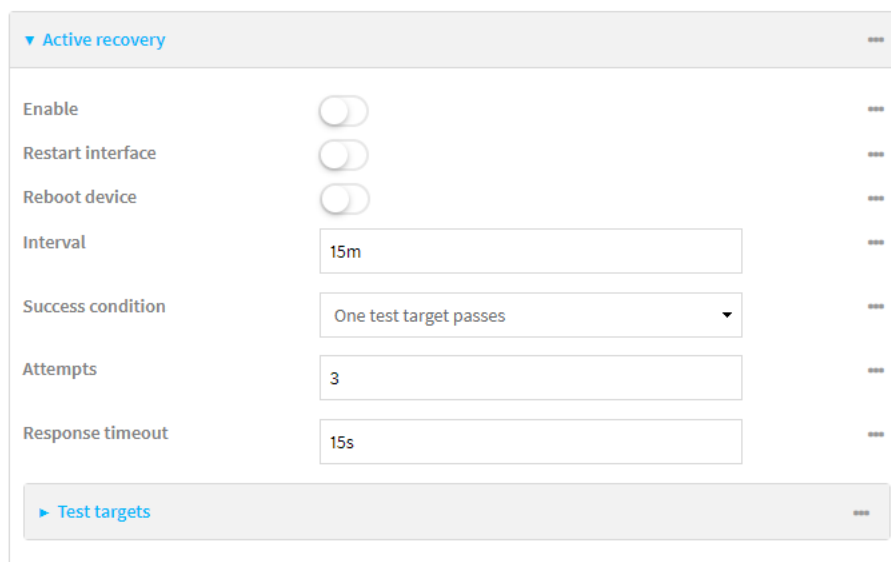 Active recovery
Enable
Restart interface
Reboot device
Interval
15m
Success condition
One test target passes
Attempts
3
Response timeout
15s
Test targets